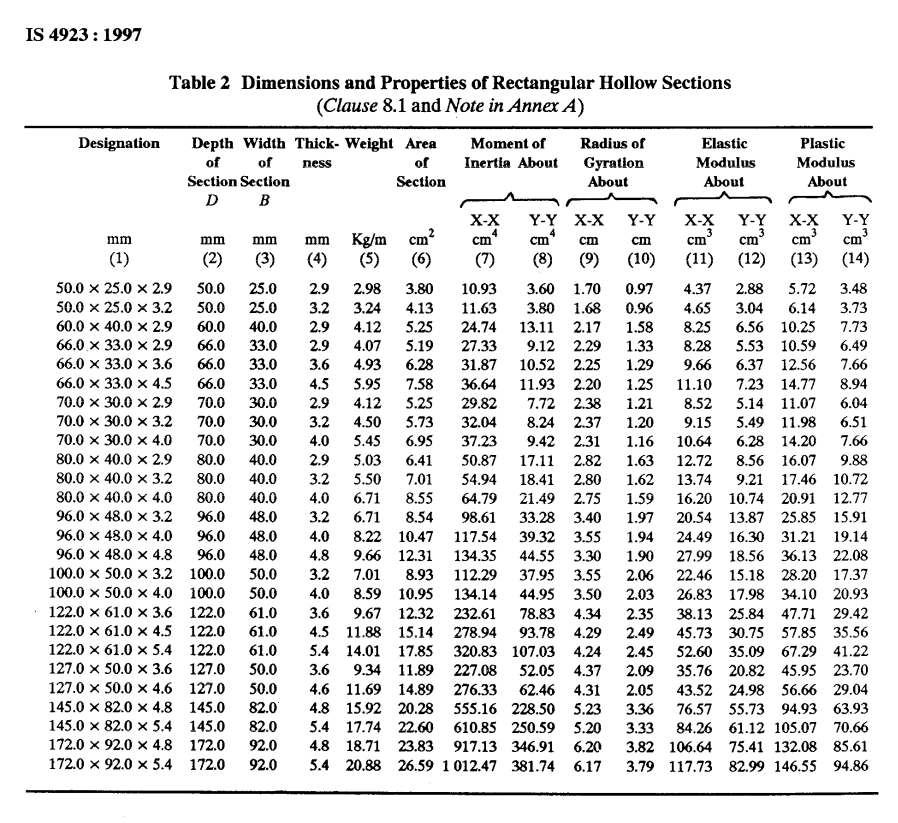 IS 4923 : 1997
Table 2 Dimensions and Properties of Rectangular Hollow Sections
(Clause 8.1 and Note in Annex A)
Designation Depth Width Thick- Weight Area Moment of Radius of Elastic Plastic
of of ness of Inertia About Gyration Modulus Modulus
Section Section Section About About About
D B
X-X Y-Y X-X Y-Y X-X Y-Y X-X Y-Y
mm mm mm mm Kg/m cm² cm⁴ cm⁴ cm cm cm³ cm³ cm³ cm³
(1) (2) (3) (4) (5) (6) (7) (8) (9) (10) (11) (12) (13) (14)
50.0 × 25.0 × 2.9 50.0 25.0 2.9 2.98 3.80 10.93 3.60 1.70 0.97 4.37 2.88 5.72 3.48
50.0 × 25.0 × 3.2 50.0 25.0 3.2 3.24 4.13 11.63 3.80 1.68 0.96 4.65 3.04 6.14 3.73
60.0 × 40.0 × 2.9 60.0 40.0 2.9 4.12 5.25 24.74 13.11 2.17 1.58 8.25 6.56 10.25 7.73
66.0 × 33.0 × 2.9 66.0 33.0 2.9 4.07 5.19 27.33 9.12 2.29 1.33 8.28 5.53 10.59 6.49
66.0 × 33.0 × 3.6 66.0 33.0 3.6 4.93 6.28 31.87 10.52 2.25 1.29 9.66 6.37 12.56 7.66
66.0 × 33.0 × 4.5 66.0 33.0 4.5 5.95 7.58 36.64 11.93 2.20 1.25 11.10 7.23 14.77 8.94
70.0 × 30.0 × 2.9 70.0 30.0 2.9 4.12 5.25 29.82 7.72 2.38 1.21 8.52 5.14 11.07 6.04
70.0 × 30.0 × 3.2 70.0 30.0 3.2 4.50 5.73 32.04 8.24 2.37 1.20 9.15 5.49 11.98 6.51
70.0 × 30.0 × 4.0 70.0 30.0 4.0 5.45 6.95 37.23 9.42 2.31 1.16 10.64 6.28 14.20 7.66
80.0 × 40.0 × 2.9 80.0 40.0 2.9 5.03 6.41 50.87 17.11 2.82 1.63 12.72 8.56 16.07 9.88
80.0 × 40.0 × 3.2 80.0 40.0 3.2 5.50 7.01 54.94 18.41 2.80 1.62 13.74 9.21 17.46 10.72
80.0 × 40.0 × 4.0 80.0 40.0 4.0 6.71 8.55 64.79 21.49 2.75 1.59 16.20 10.74 20.91 12.77
96.0 × 48.0 × 3.2 96.0 48.0 3.2 6.71 8.54 98.61 33.28 3.40 1.97 20.54 13.87 25.85 15.91
96.0 × 48.0 × 4.0 96.0 48.0 4.0 8.22 10.47 117.54 39.32 3.55 1.94 24.49 16.30 31.21 19.14
96.0 × 48.0 × 4.8 96.0 48.0 4.8 9.66 12.31 134.35 44.55 3.30 1.90 27.99 18.56 36.13 22.08
100.0 × 50.0 × 3.2 100.0 50.0 3.2 7.01 8.93 112.29 37.95 3.55 2.06 22.46 15.18 28.20 17.37
100.0 × 50.0 × 4.0 100.0 50.0 4.0 8.59 10.95 134.14 44.95 3.50 2.03 26.83 17.98 34.10 20.93
122.0 × 61.0 × 3.6 122.0 61.0 3.6 9.67 12.32 232.61 78.83 4.34 2.35 38.13 25.84 47.71 29.42
122.0 × 61.0 × 4.5 122.0 61.0 4.5 11.88 15.14 278.94 93.78 4.29 2.49 45.73 30.75 57.85 35.56
122.0 × 61.0 × 5.4 122.0 61.0 5.4 14.01 17.85 320.83 107.03 4.24 2.45 52.60 35.09 67.29 41.22
127.0 × 50.0 × 3.6 127.0 50.0 3.6 9.34 11.89 227.08 52.05 4.37 2.09 35.76 20.82 45.95 23.70
127.0 × 50.0 × 4.6 127.0 50.0 4.6 11.69 14.89 276.33 62.46 4.31 2.05 43.52 24.98 56.66 29.04
145.0 × 82.0 × 4.8 145.0 82.0 4.8 15.92 20.28 555.16 228.50 5.23 3.36 76.57 55.73 94.93 63.93
145.0 × 82.0 × 5.4 145.0 82.0 5.4 17.74 22.60 610.85 250.59 5.20 3.33 84.26 61.12 105.07 70.66
172.0 × 92.0 × 4.8 172.0 92.0 4.8 18.71 23.83 917.13 346.91 6.20 3.82 106.64 75.41 132.08 85.61
172.0 × 92.0 × 5.4 172.0 92.0 5.4 20.88 26.59 1 012.47 381.74 6.17 3.79 117.73 82.99 146.55 94.86